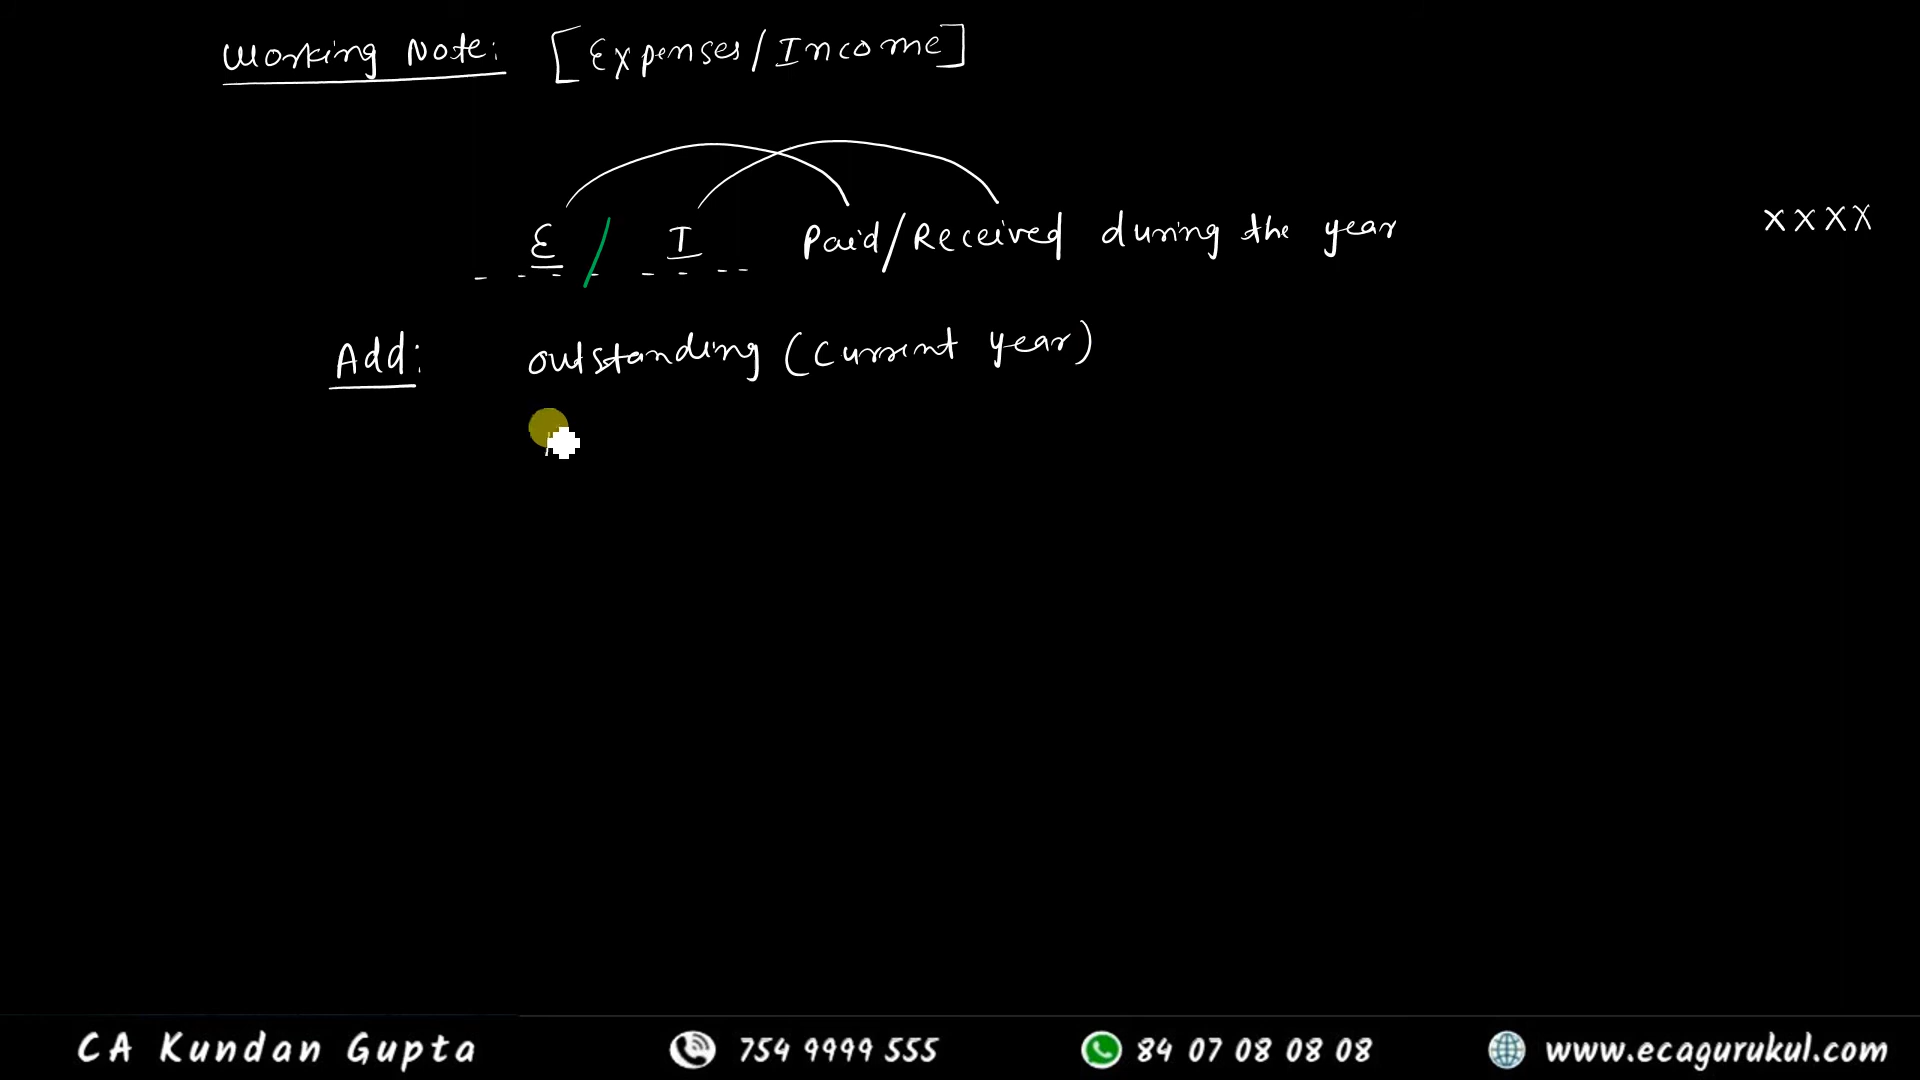 Working Note: [Expenses/Income]
E / I Paid/Received during the year xxxx
Add: outstanding (current year)
CA Kundan Gupta 754 9999 555 84 07 08 08 08 www.ecagurukul.com